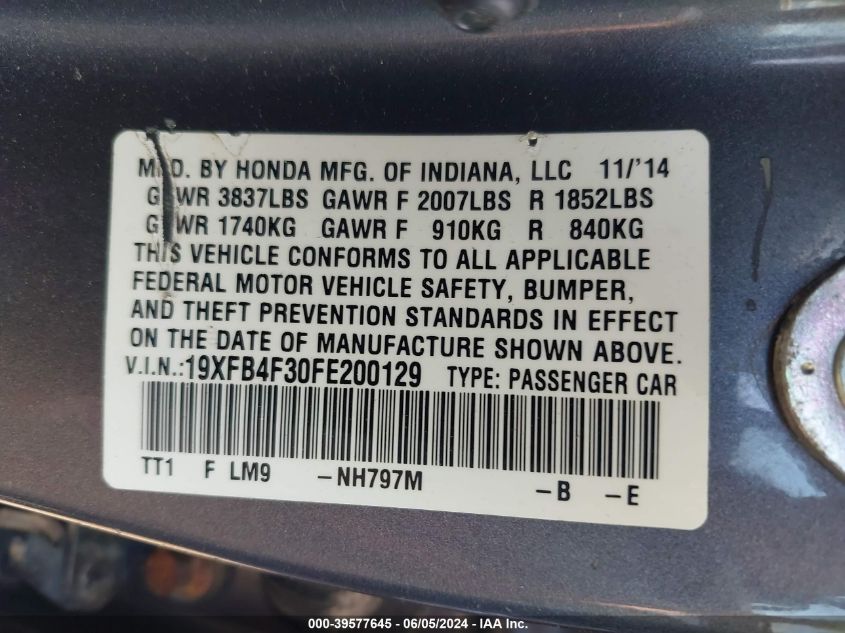 MFD. BY HONDA MFG. OF INDIANA, LLC 11/'14
GVWR 3837LBS GAWR F 2007LBS R 1852LBS
GVWR 1740KG GAWR F 910KG R 840KG
THIS VEHICLE CONFORMS TO ALL APPLICABLE
FEDERAL MOTOR VEHICLE SAFETY, BUMPER,
AND THEFT PREVENTION STANDARDS IN EFFECT
ON THE DATE OF MANUFACTURE SHOWN ABOVE.
V.I.N.:19XFB4F30FE200129 TYPE: PASSENGER CAR
TT1 F LM9 -NH797M -B -E
000-39577645 / 06/05/2024 - IAA Inc.